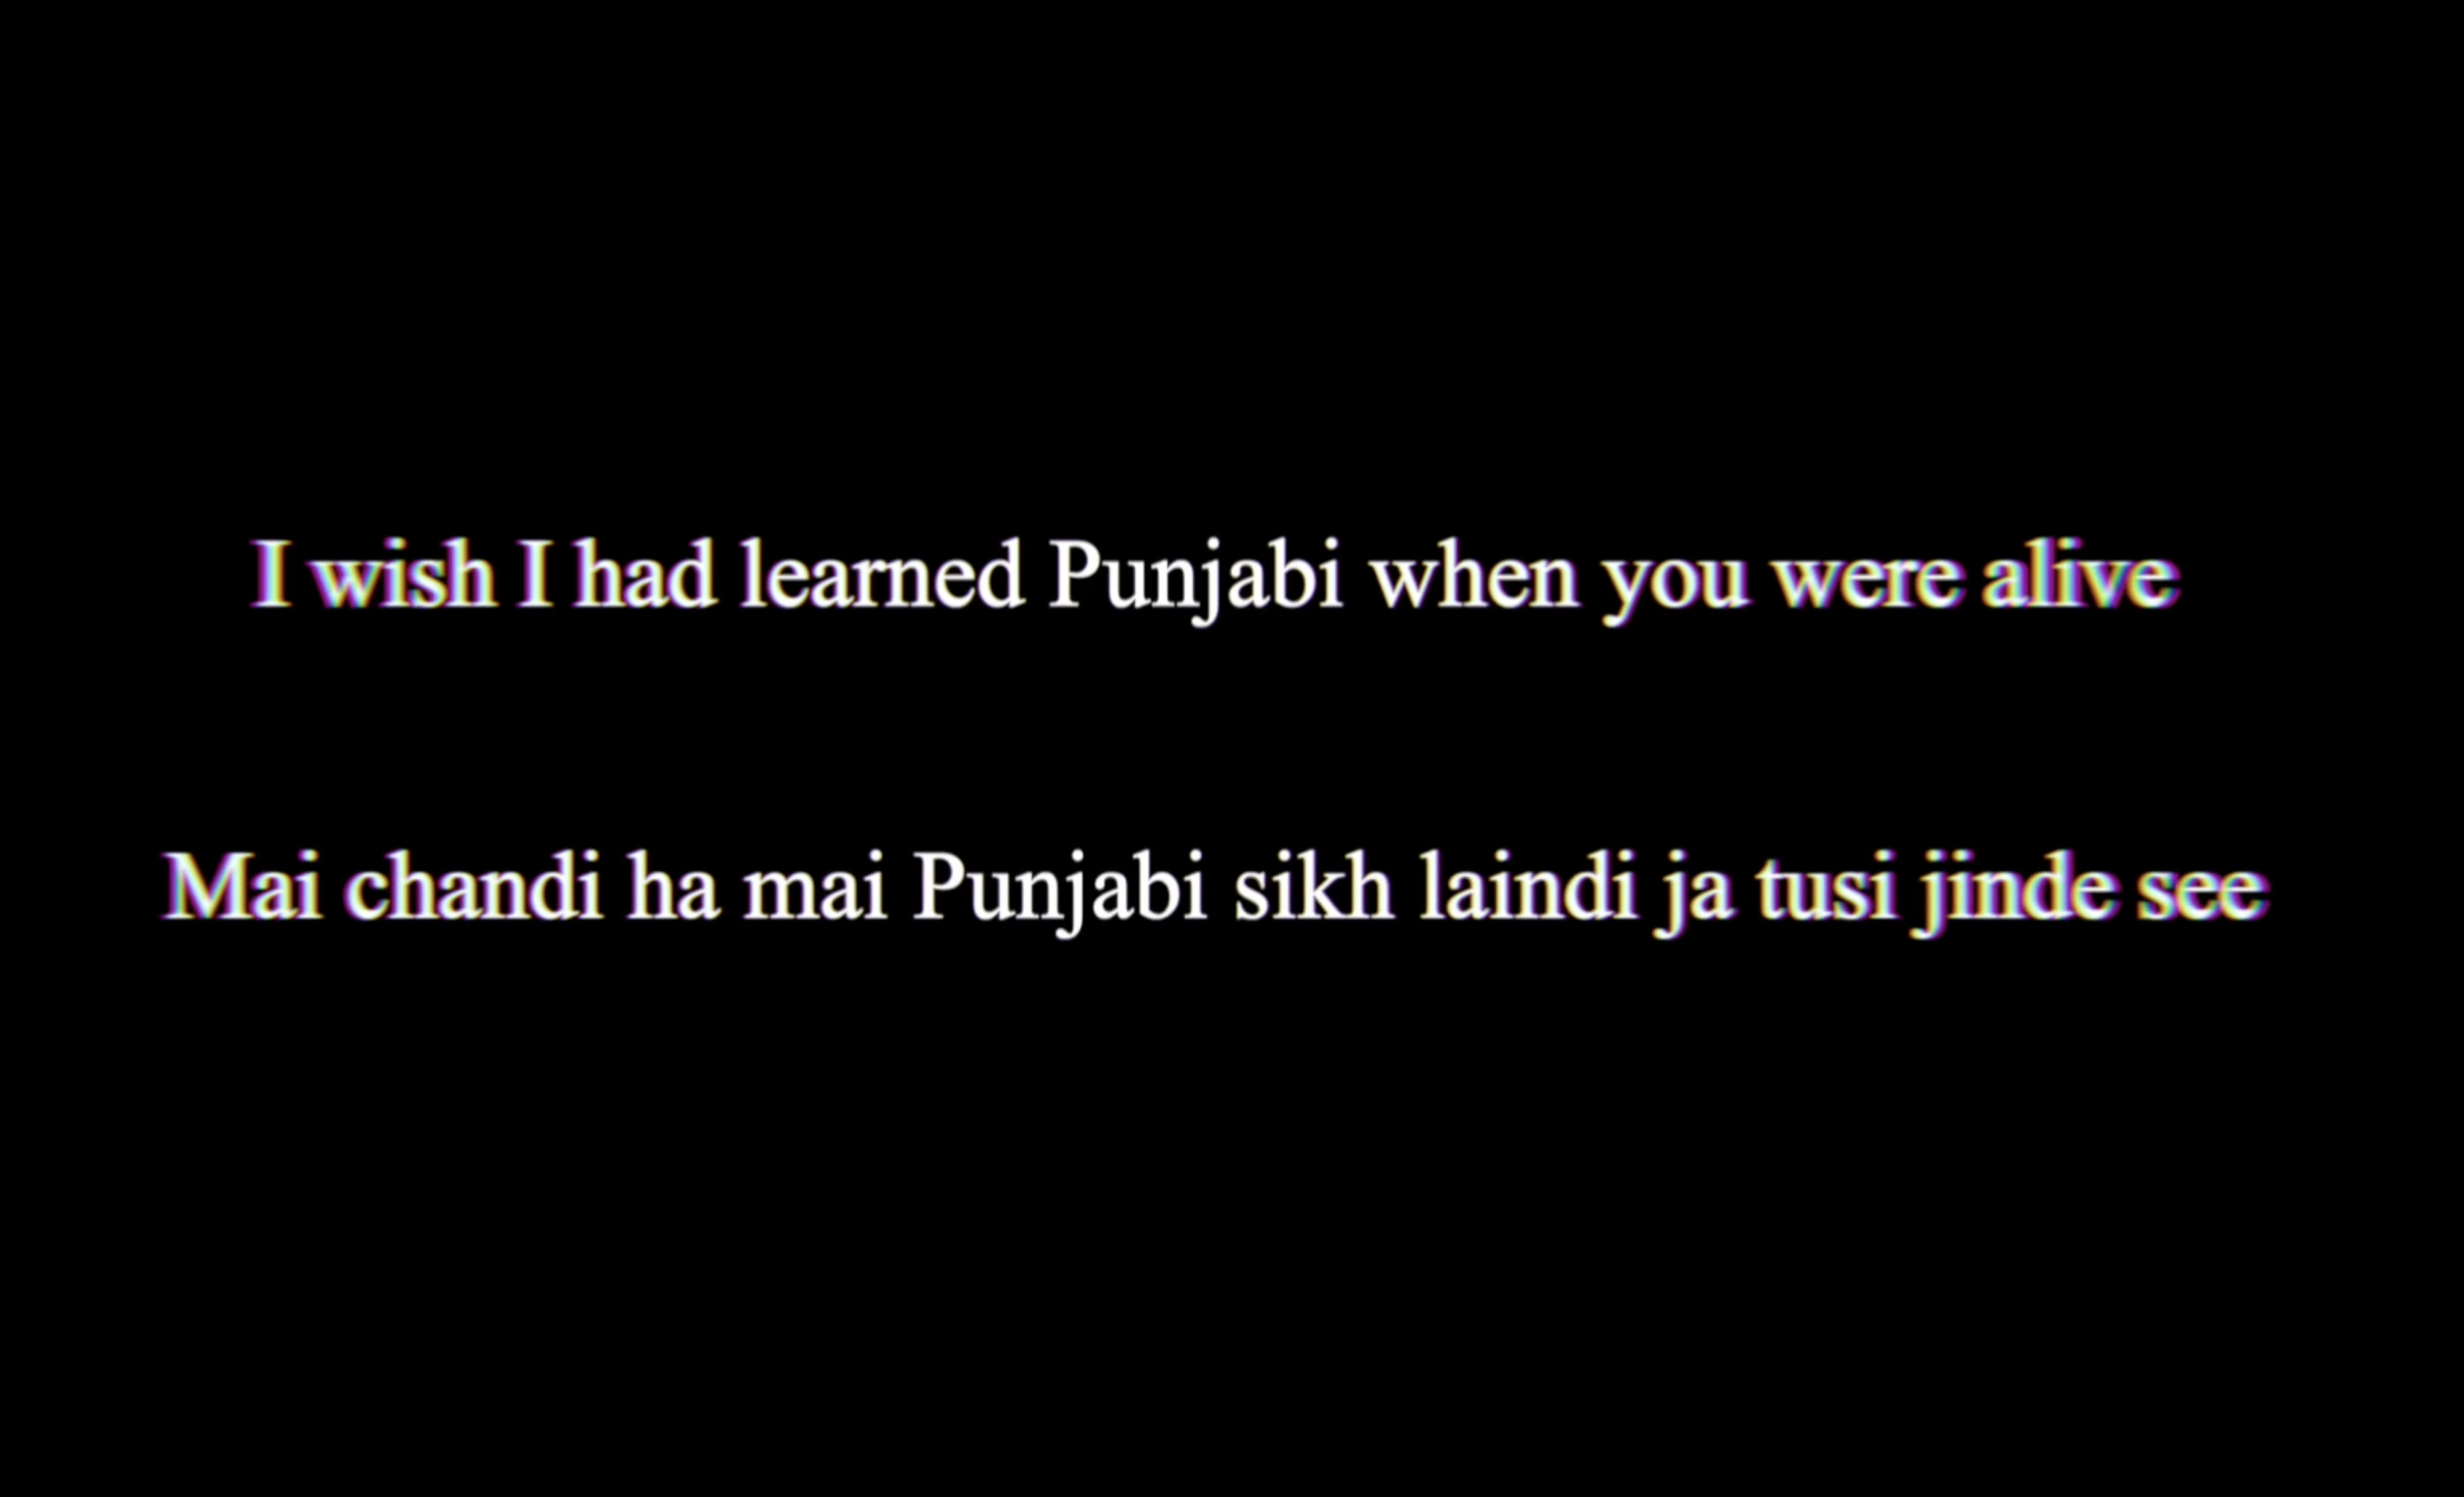 I wish I had learned Punjabi when you were alive
Mai chandi ha mai Punjabi sikh laindi ja tusi jinde see